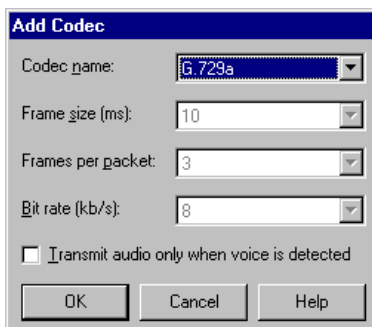 Add Codec
Codec name: G.729a
Frame size (ms): 10
Frames per packet: 3
Bit rate (kb/s): 8
Transmit audio only when voice is detected
OK Cancel Help